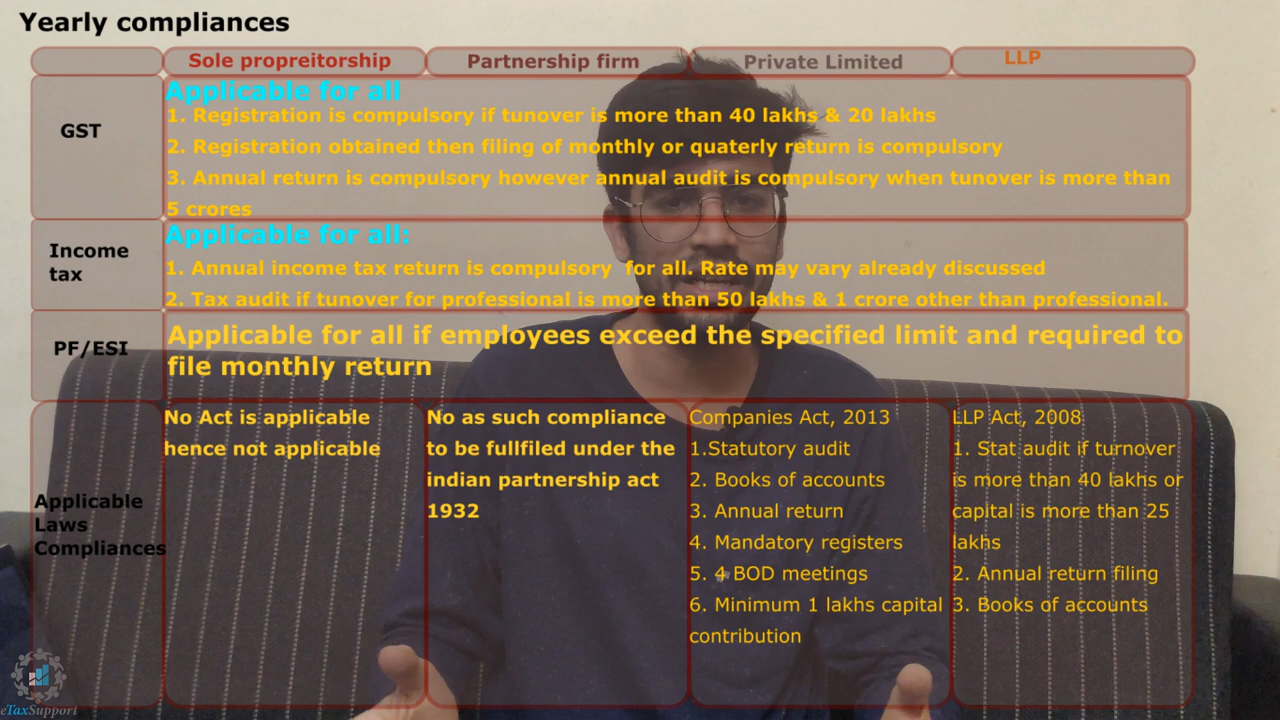 Yearly compliances
Sole propreitorship
Partnership firm
Private Limited
LLP
GST
Applicable for all
1. Registration is compulsory if tunover is more than 40 lakhs & 20 lakhs
2. Registration obtained then filing of monthly or quaterly return is compulsory
3. Annual return is compulsory however annual audit is compulsory when tunover is more than
5 crores
Income
tax
Applicable for all:
1. Annual income tax return is compulsory  for all. Rate may vary already discussed
2. Tax audit if tunover for professional is more than 50 lakhs & 1 crore other than professional.
PF/ESI
Applicable for all if employees exceed the specified limit and required to
file monthly return
Applicable
Laws
Compliances
No Act is applicable
hence not applicable
No as such compliance
to be fullfiled under the
indian partnership act
1932
Companies Act, 2013
1.Statutory audit
2. Books of accounts
3. Annual return
4. Mandatory registers
5. 4 BOD meetings
6. Minimum 1 lakhs capital
contribution
LLP Act, 2008
1. Stat audit if turnover
is more than 40 lakhs or
capital is more than 25
lakhs
2. Annual return filing
3. Books of accounts
eTaxSupport